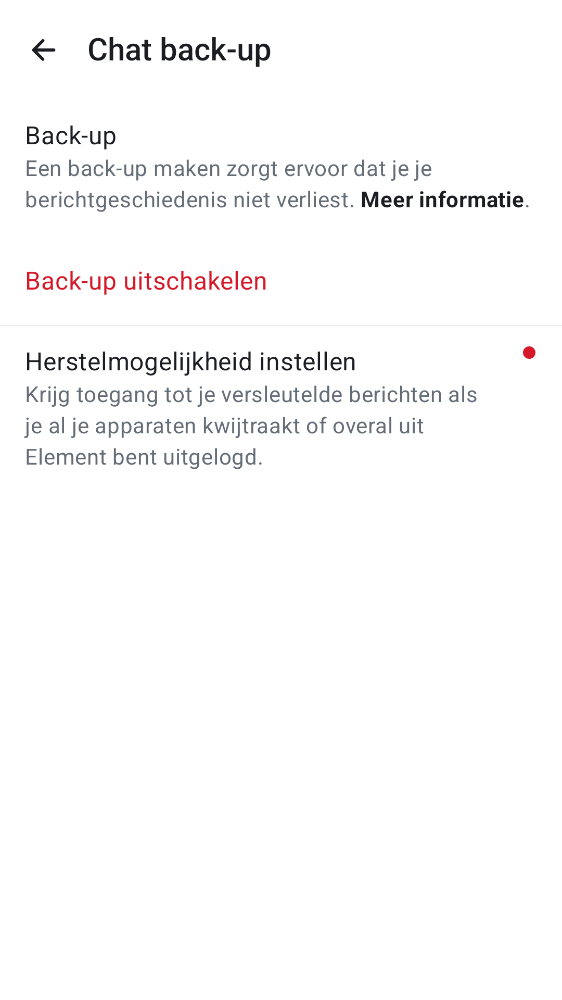 Chat back-up
Back-up
Een back-up maken zorgt ervoor dat je je
berichtgeschiedenis niet verliest. Meer informatie.
Back-up uitschakelen
Herstelmogelijkheid instellen
Krijg toegang tot je versleutelde berichten als
je al je apparaten kwijtraakt of overal uit
Element bent uitgelogd.